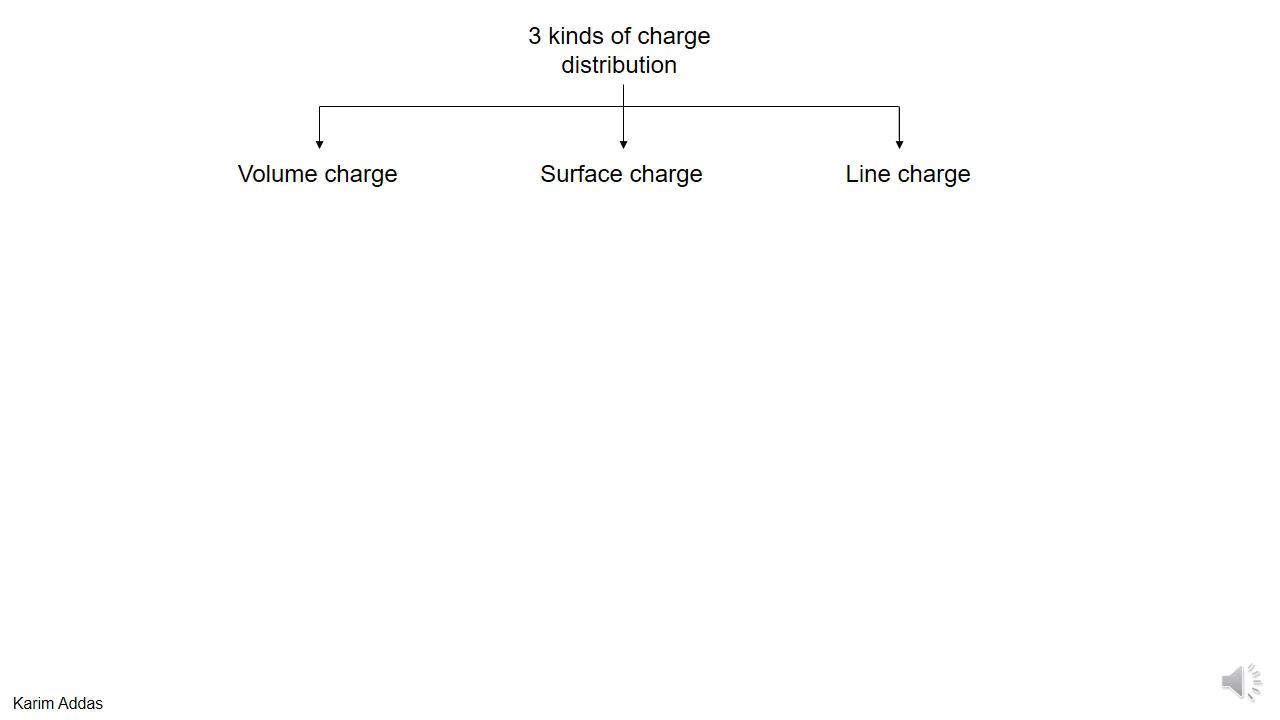 3 kinds of charge
distribution
Volume charge
Surface charge
Line charge
Karim Addas